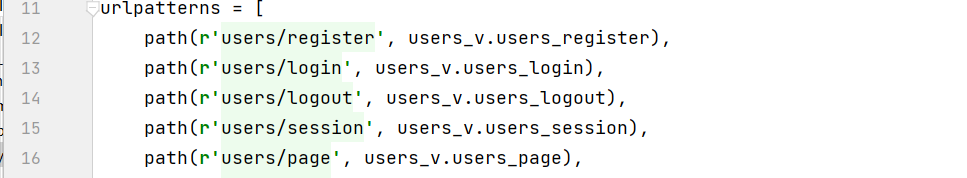 11 urlpatterns = [
12 path(r'users/register', users_v.users_register),
13 path(r'users/login', users_v.users_login),
14 path(r'users/logout', users_v.users_logout),
15 path(r'users/session', users_v.users_session),
16 path(r'users/page', users_v.users_page),